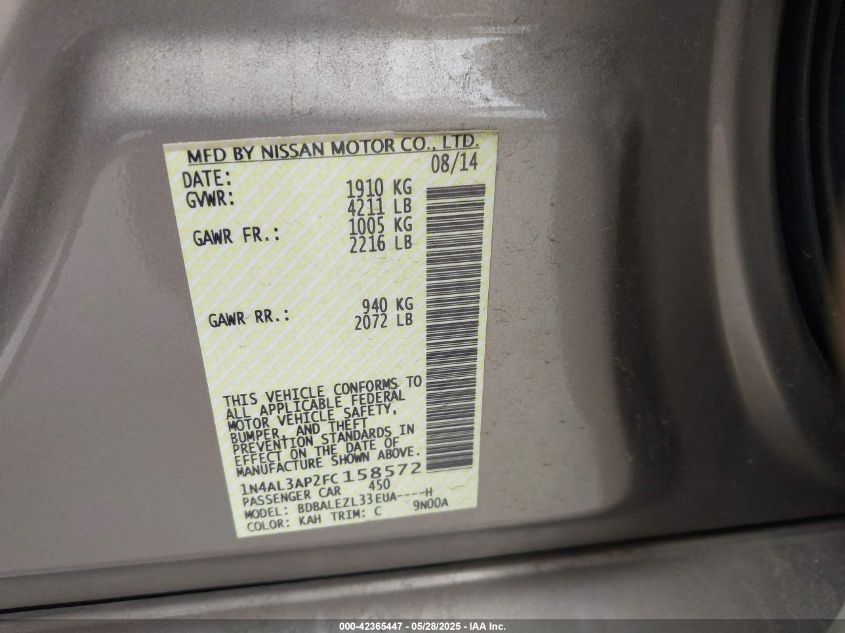 MFD BY NISSAN MOTOR CO., LTD.
DATE: 08/14
GVWR: 1910 KG
4211 LB
GAWR FR.: 1005 KG
2216 LB
GAWR RR.: 940 KG
2072 LB
THIS VEHICLE CONFORMS TO
ALL APPLICABLE FEDERAL
MOTOR VEHICLE SAFETY,
BUMPER, AND THEFT
PREVENTION STANDARDS IN
EFFECT ON THE DATE OF
MANUFACTURE SHOWN ABOVE.
1N4AL3AP2FC158572
PASSENGER CAR 450
MODEL: BDBALEZL33EUA----H
COLOR: KAH TRIM: C 9N00A
000-42365447 - 05/28/2025 - IAA Inc.